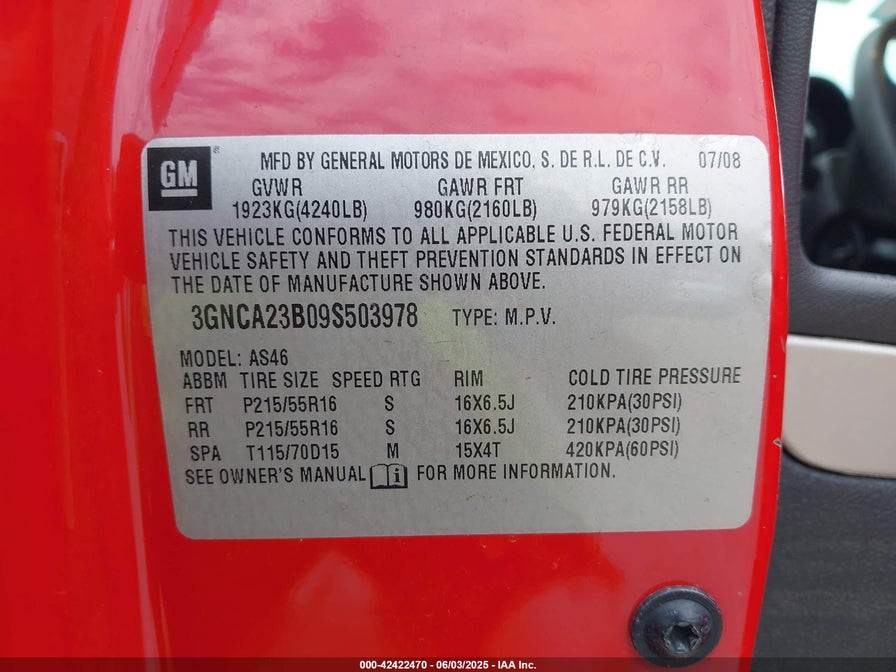 GM ® MFD BY GENERAL MOTORS DE MEXICO, S. DE R.L. DE C.V. 07/08
GVWR GAWR FRT GAWR RR
1923KG(4240LB) 980KG(2160LB) 979KG(2158LB)
THIS VEHICLE CONFORMS TO ALL APPLICABLE U.S. FEDERAL MOTOR
VEHICLE SAFETY AND THEFT PREVENTION STANDARDS IN EFFECT ON
THE DATE OF MANUFACTURE SHOWN ABOVE.
3GNCA23B09S503978 TYPE: M.P.V.
MODEL: AS46
ABBM TIRE SIZE SPEED RTG RIM COLD TIRE PRESSURE
FRT P215/55R16 S 16X6.5J 210KPA(30PSI)
RR P215/55R16 S 16X6.5J 210KPA(30PSI)
SPA T115/70D15 M 15X4T 420KPA(60PSI)
SEE OWNER'S MANUAL i FOR MORE INFORMATION.
000-42422470 - 06/03/2025 - IAA Inc.